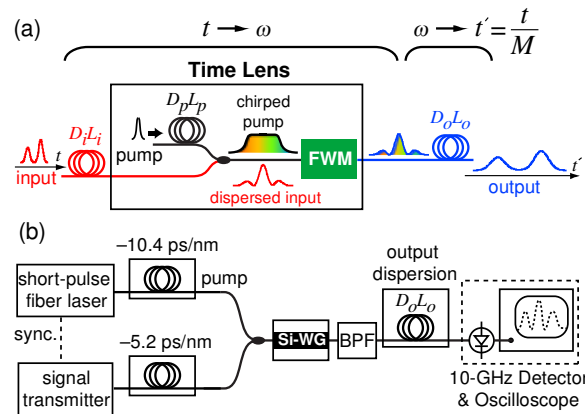 (a)
t → ω
ω → t′ = t/M
Time Lens
DpLp
chirped
pump
DiLi
pump
t
input
FWM
dispersed input
DoLo
t′
output
(b)
−10.4 ps/nm
short-pulse
fiber laser
pump
sync.
−5.2 ps/nm
signal
transmitter
Si-WG
BPF
output
dispersion
DoLo
10-GHz Detector
& Oscilloscope